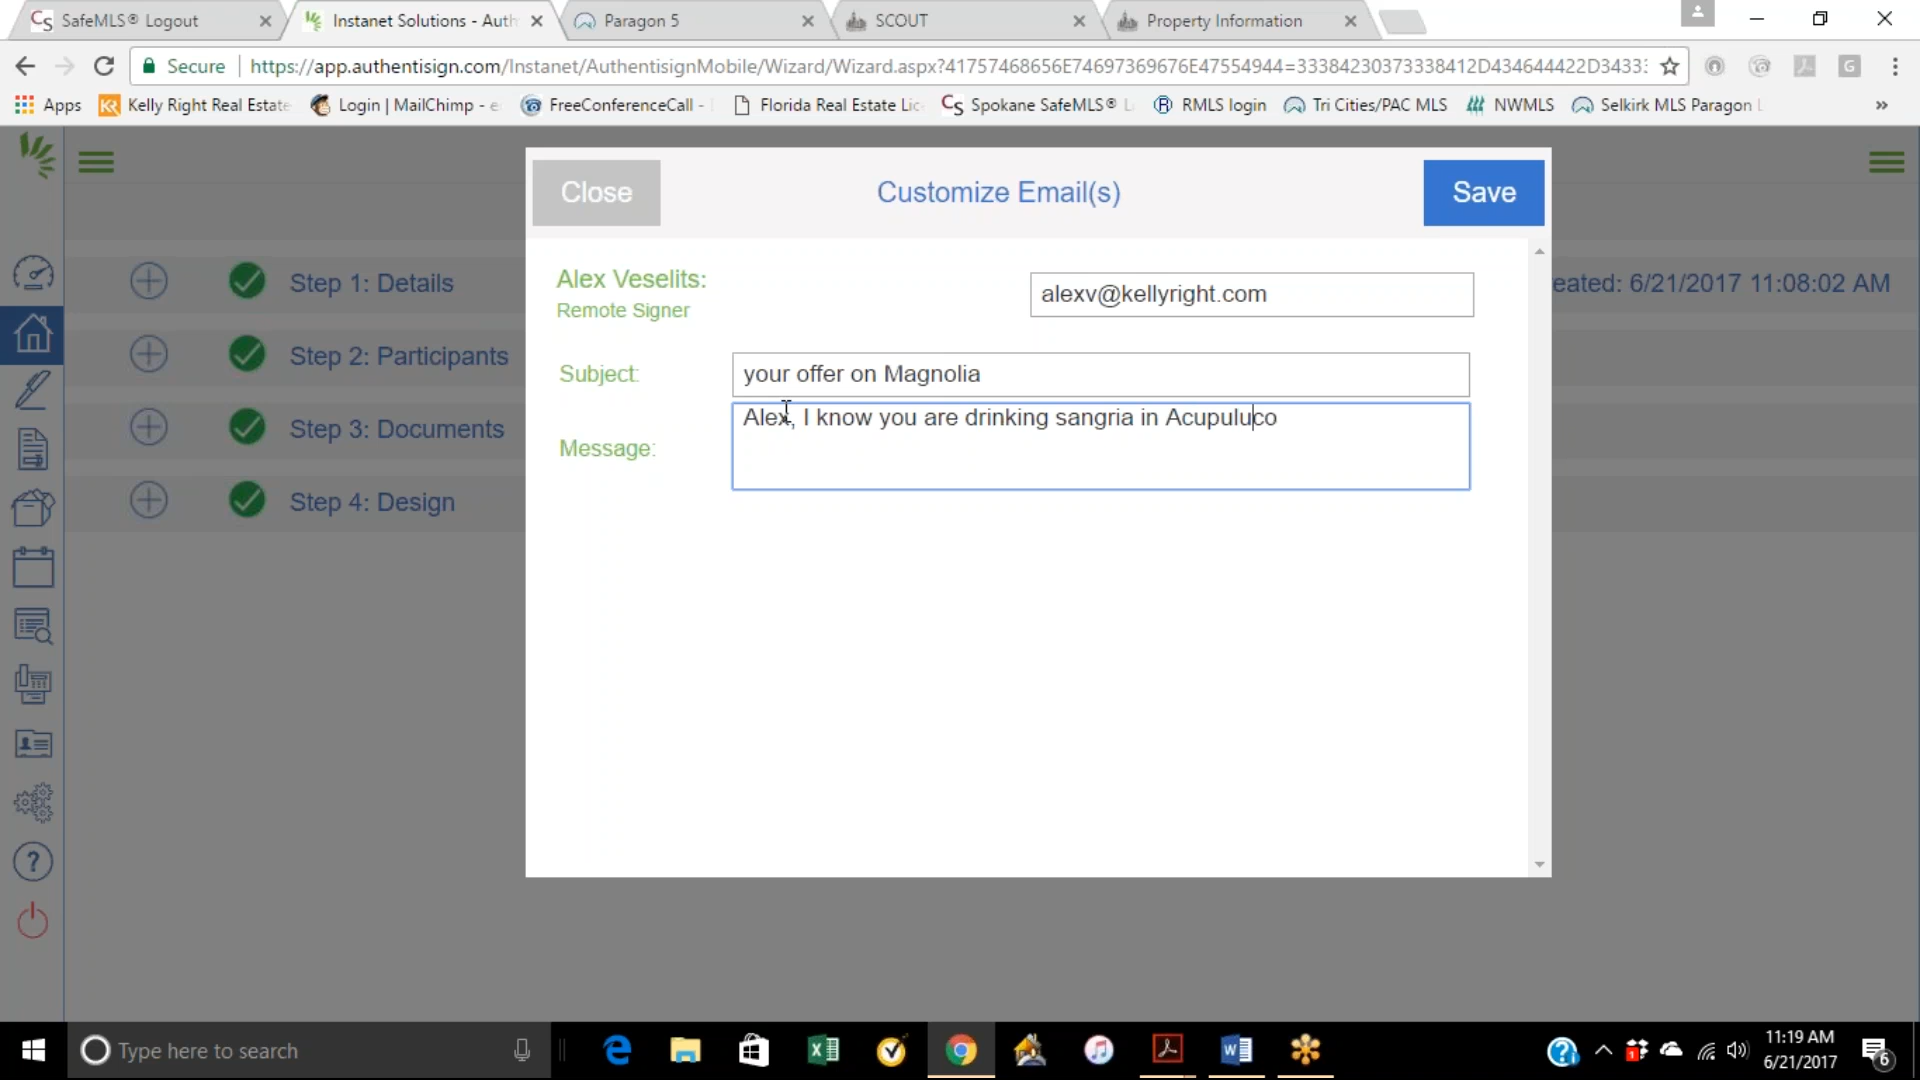 SafeMLS® Logout
Instanet Solutions - Auth
Paragon 5
SCOUT
Property Information
Secure
https://app.authentisign.com/Instanet/AuthentisignMobile/Wizard/Wizard.aspx?41757468656E74697369676E47554944=33384230373338412D434644422D34333:
Apps
Kelly Right Real Estate
Login | MailChimp - e
FreeConferenceCall -
Florida Real Estate Lic
Spokane SafeMLS®
RMLS login
Tri Cities/PAC MLS
NWMLS
Selkirk MLS Paragon
»
Close
Customize Email(s)
Save
Alex Veselits:
Remote Signer
alexv@kellyright.com
Subject:
your offer on Magnolia
Message:
Alex, I know you are drinking sangria in Acupuluco
Step 1: Details
eated: 6/21/2017 11:08:02 AM
Step 2: Participants
Step 3: Documents
Step 4: Design
Type here to search
11:19 AM
6/21/2017
6